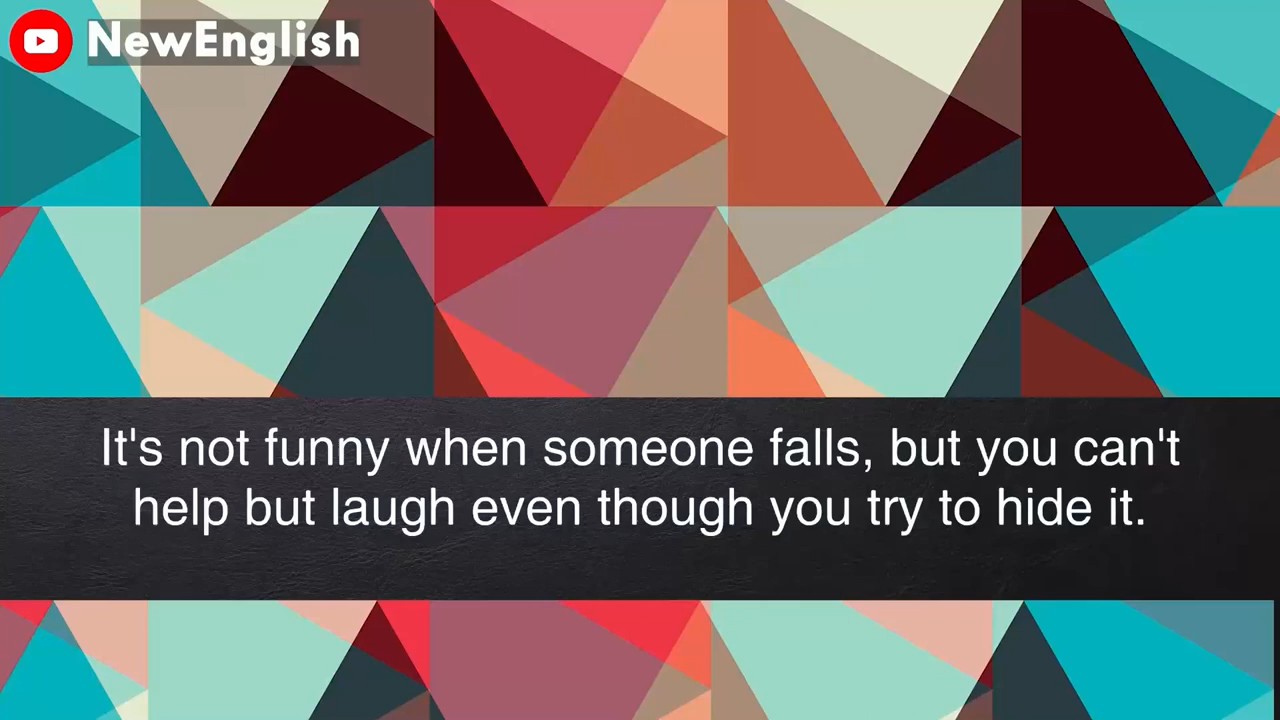 NewEnglish
It's not funny when someone falls, but you can't
help but laugh even though you try to hide it.